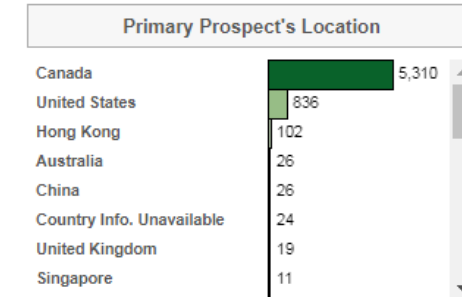 Primary Prospect's Location
Canada 5,310
United States 836
Hong Kong 102
Australia 26
China 26
Country Info. Unavailable 24
United Kingdom 19
Singapore 11